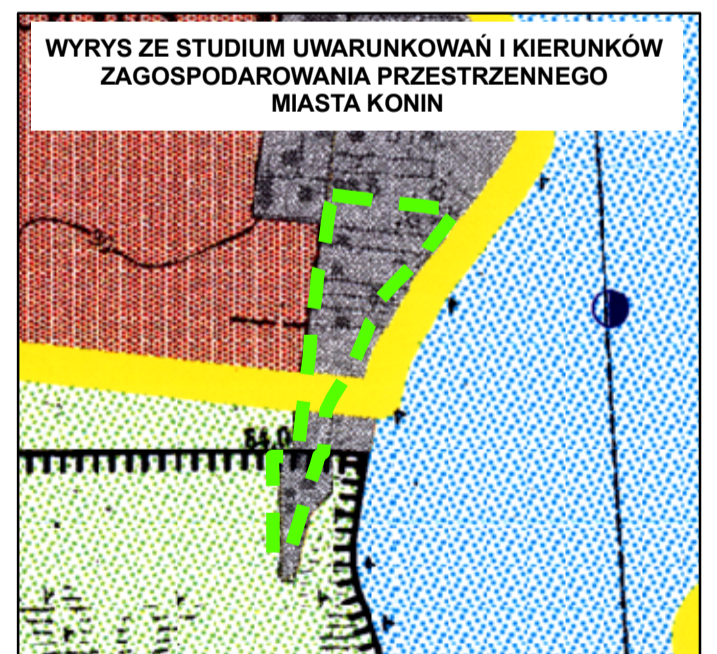 WYRYS ZE STUDIUM UWARUNKOWAŃ I KIERUNKÓW
ZAGOSPODAROWANIA PRZESTRZENNEGO
MIASTA KONIN
84.0